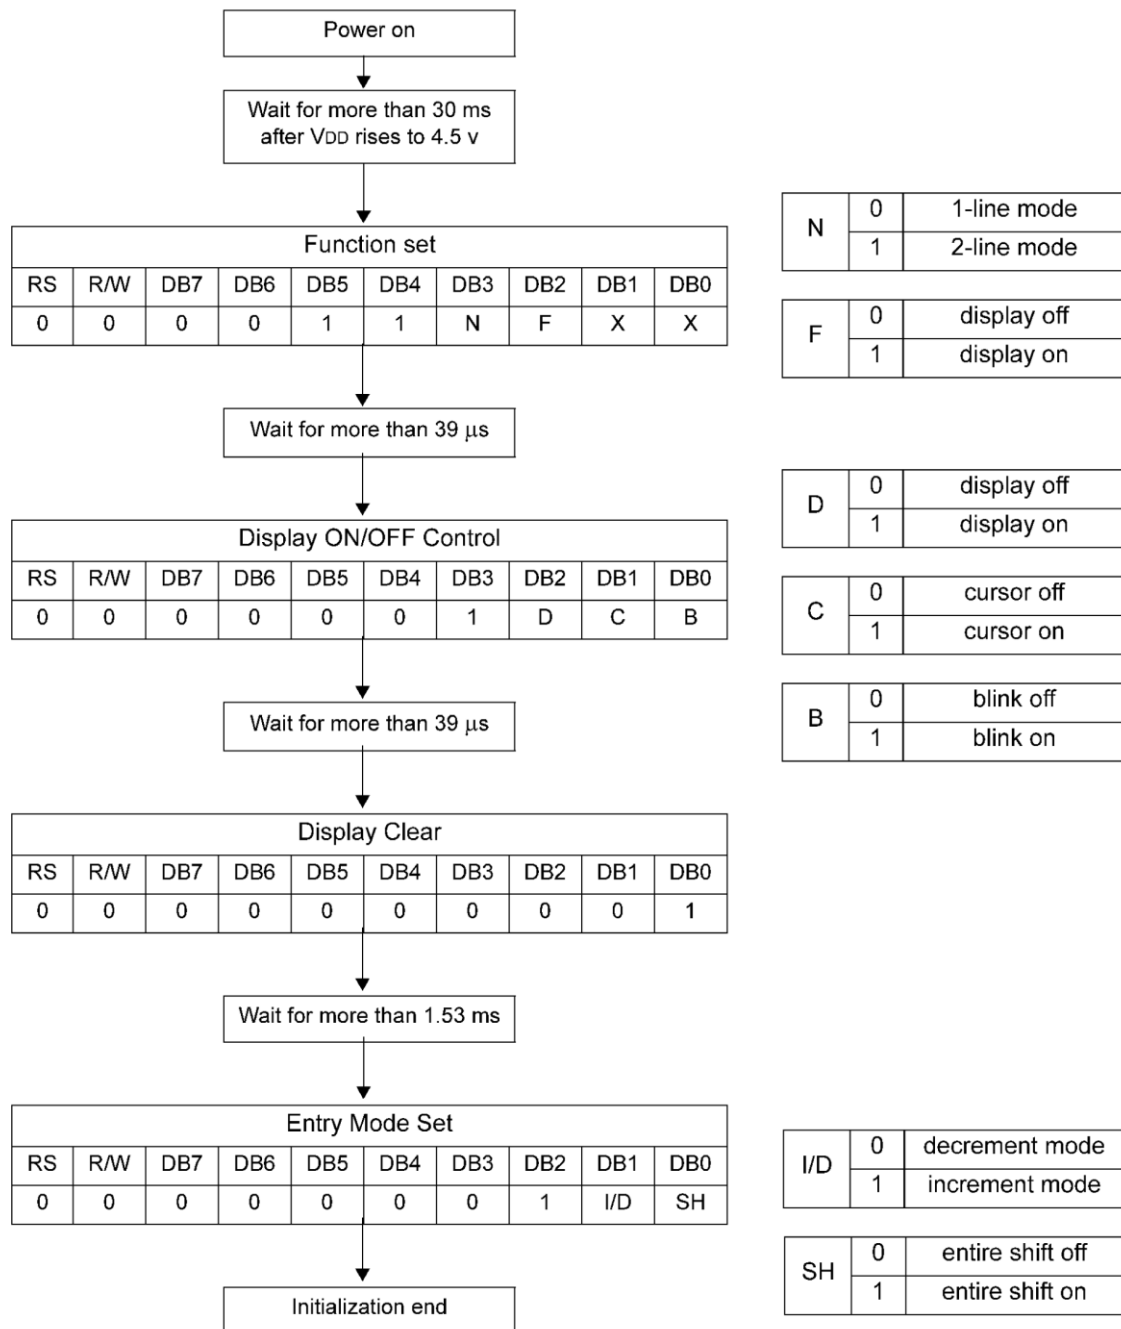 Power on
Wait for more than 30 ms
after VDD rises to 4.5 v
Function set
RS R/W DB7 DB6 DB5 DB4 DB3 DB2 DB1 DB0
0 0 0 0 1 1 N F X X
N 0 1-line mode
1 2-line mode
F 0 display off
1 display on
Wait for more than 39 μs
Display ON/OFF Control
RS R/W DB7 DB6 DB5 DB4 DB3 DB2 DB1 DB0
0 0 0 0 0 0 1 D C B
D 0 display off
1 display on
C 0 cursor off
1 cursor on
B 0 blink off
1 blink on
Wait for more than 39 μs
Display Clear
RS R/W DB7 DB6 DB5 DB4 DB3 DB2 DB1 DB0
0 0 0 0 0 0 0 0 0 1
Wait for more than 1.53 ms
Entry Mode Set
RS R/W DB7 DB6 DB5 DB4 DB3 DB2 DB1 DB0
0 0 0 0 0 0 0 1 I/D SH
I/D 0 decrement mode
1 increment mode
SH 0 entire shift off
1 entire shift on
Initialization end